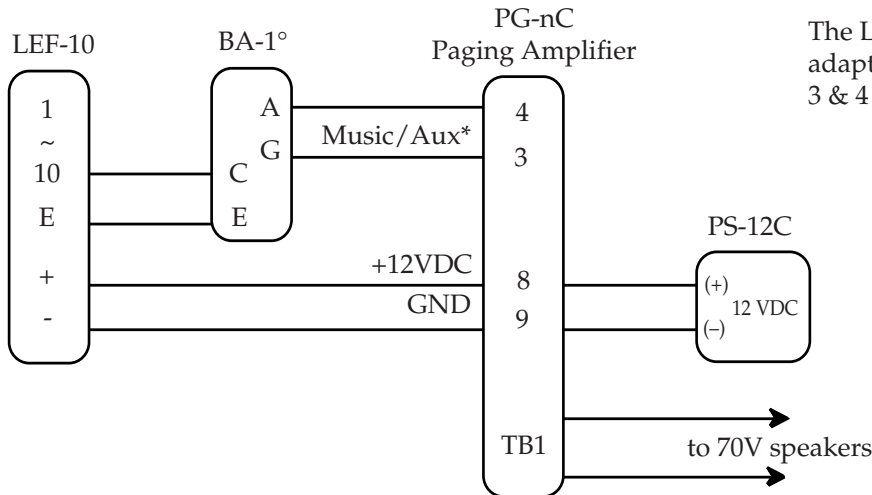 PG-nC
Paging Amplifier
LEF-10
BA-1°
The L
adapt
3 & 4
1
~
10
E
+
-
A
G
C
E
Music/Aux*
+12VDC
GND
4
3
8
9
TB1
PS-12C
(+)
12 VDC
(–)
to 70V speakers